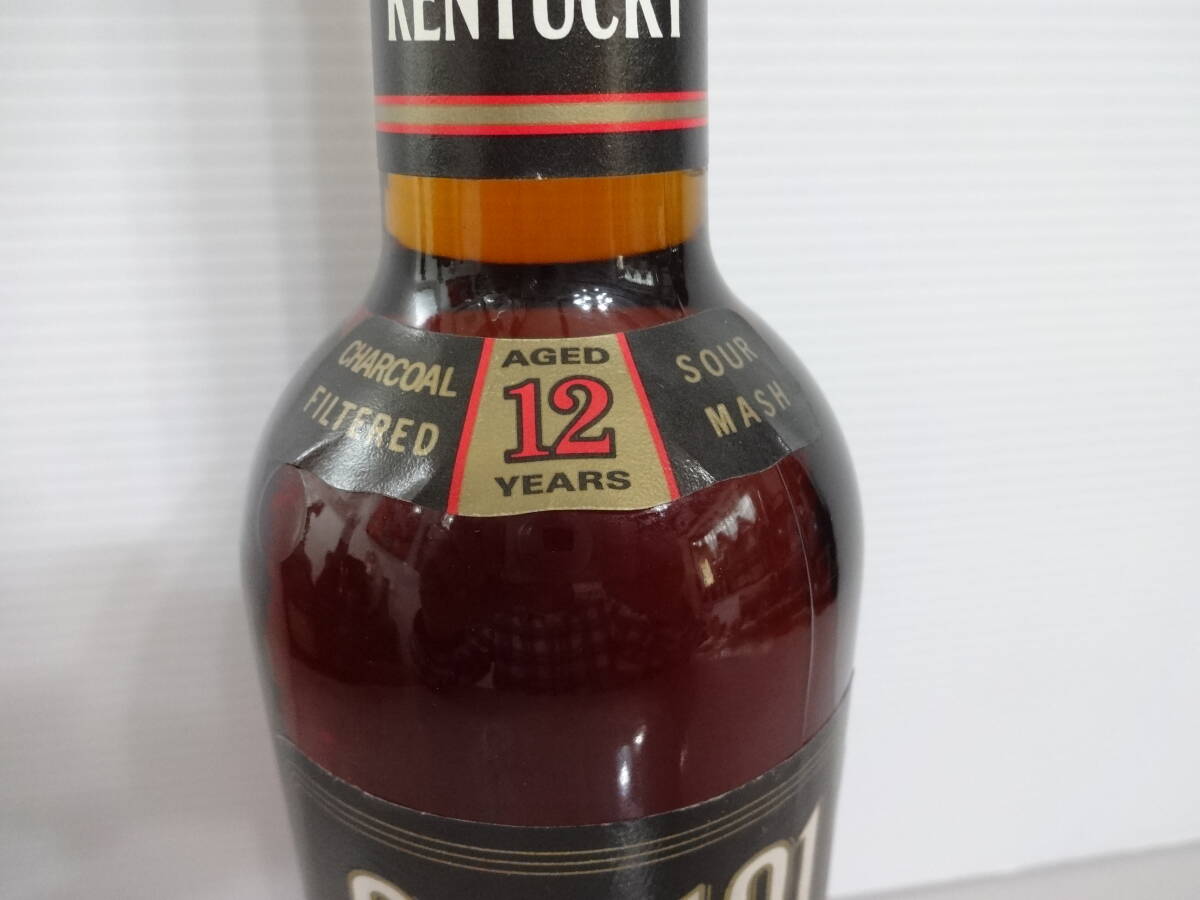 KENTUCKY
CHARCOAL
FILTERED
AGED
12
YEARS
SOUR
MASH